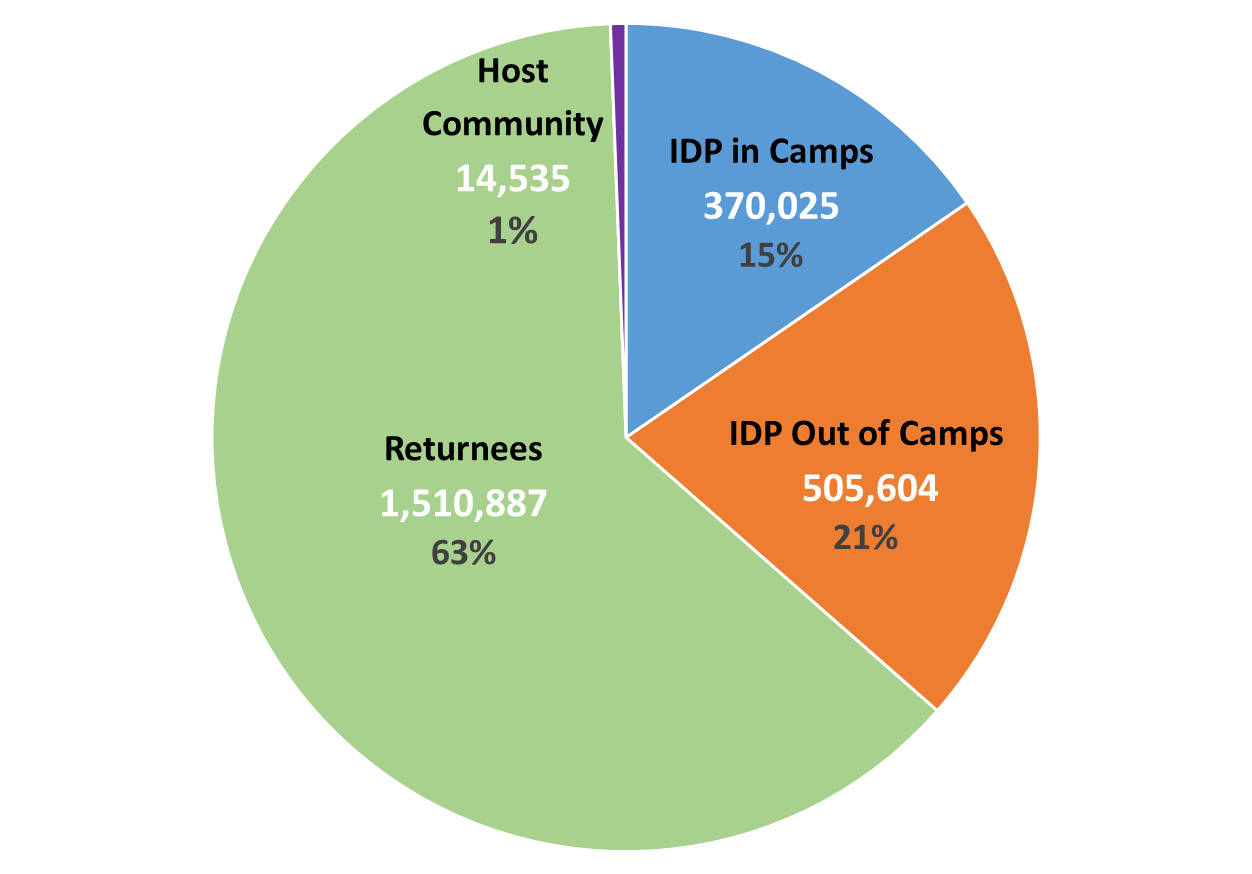 Host
Community
14,535
1%
IDP in Camps
370,025
15%
IDP Out of Camps
505,604
21%
Returnees
1,510,887
63%